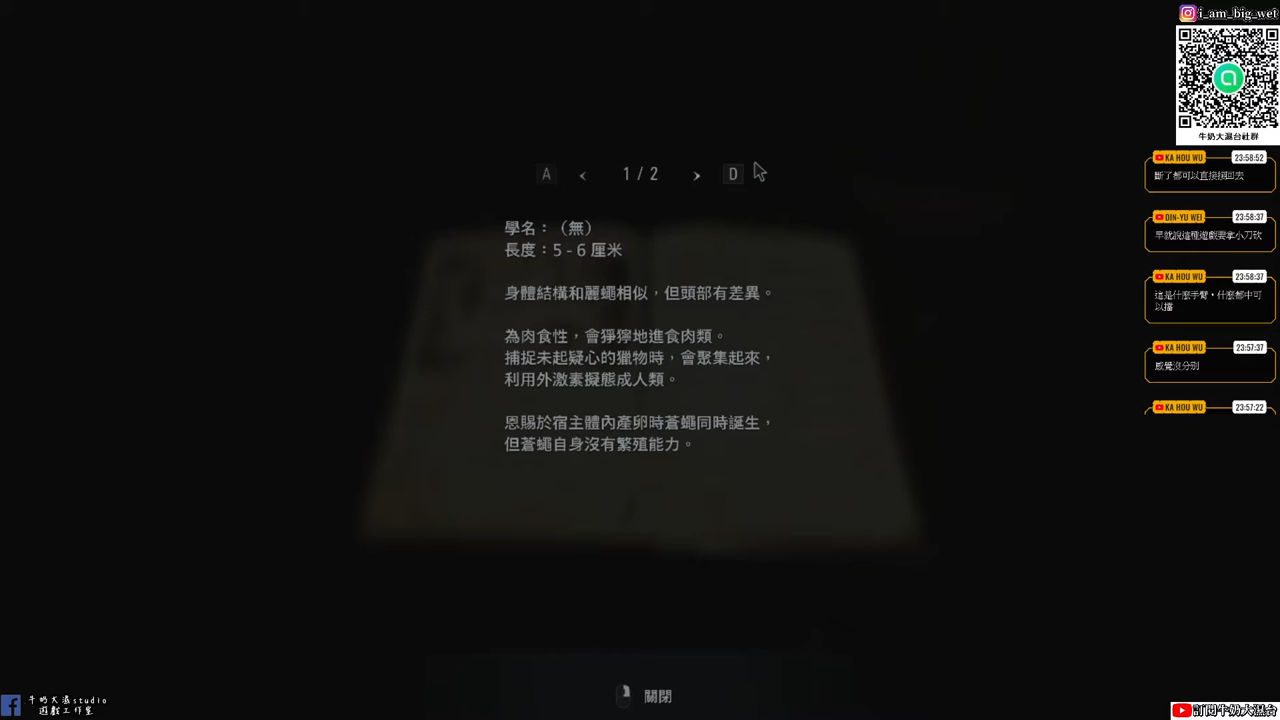 i_am_big_wet
牛奶大濕台社群
A
1 / 2
D
學名：（無）
長度：5 - 6 厘米
身體結構和麗蠅相似，但頭部有差異。
為肉食性，會猙獰地進食肉類。
捕捉未起疑心的獵物時，會聚集起來，
利用外激素擬態成人類。
恩賜於宿主體內產卵時蒼蠅同時誕生，
但蒼蠅自身沒有繁殖能力。
關閉
KA HOU WU 23:58:52
斷了都可以直接接回去
DIN-YU WEI 23:58:37
早就說這種遊戲要拿小刀砍
KA HOU WU 23:58:37
這是什麼手臂，什麼都中可
以擋
KA HOU WU 23:57:37
感覺沒分別
KA HOU WU 23:57:22
牛奶大濕studio
遊戲工作室
訂閱牛奶大濕台